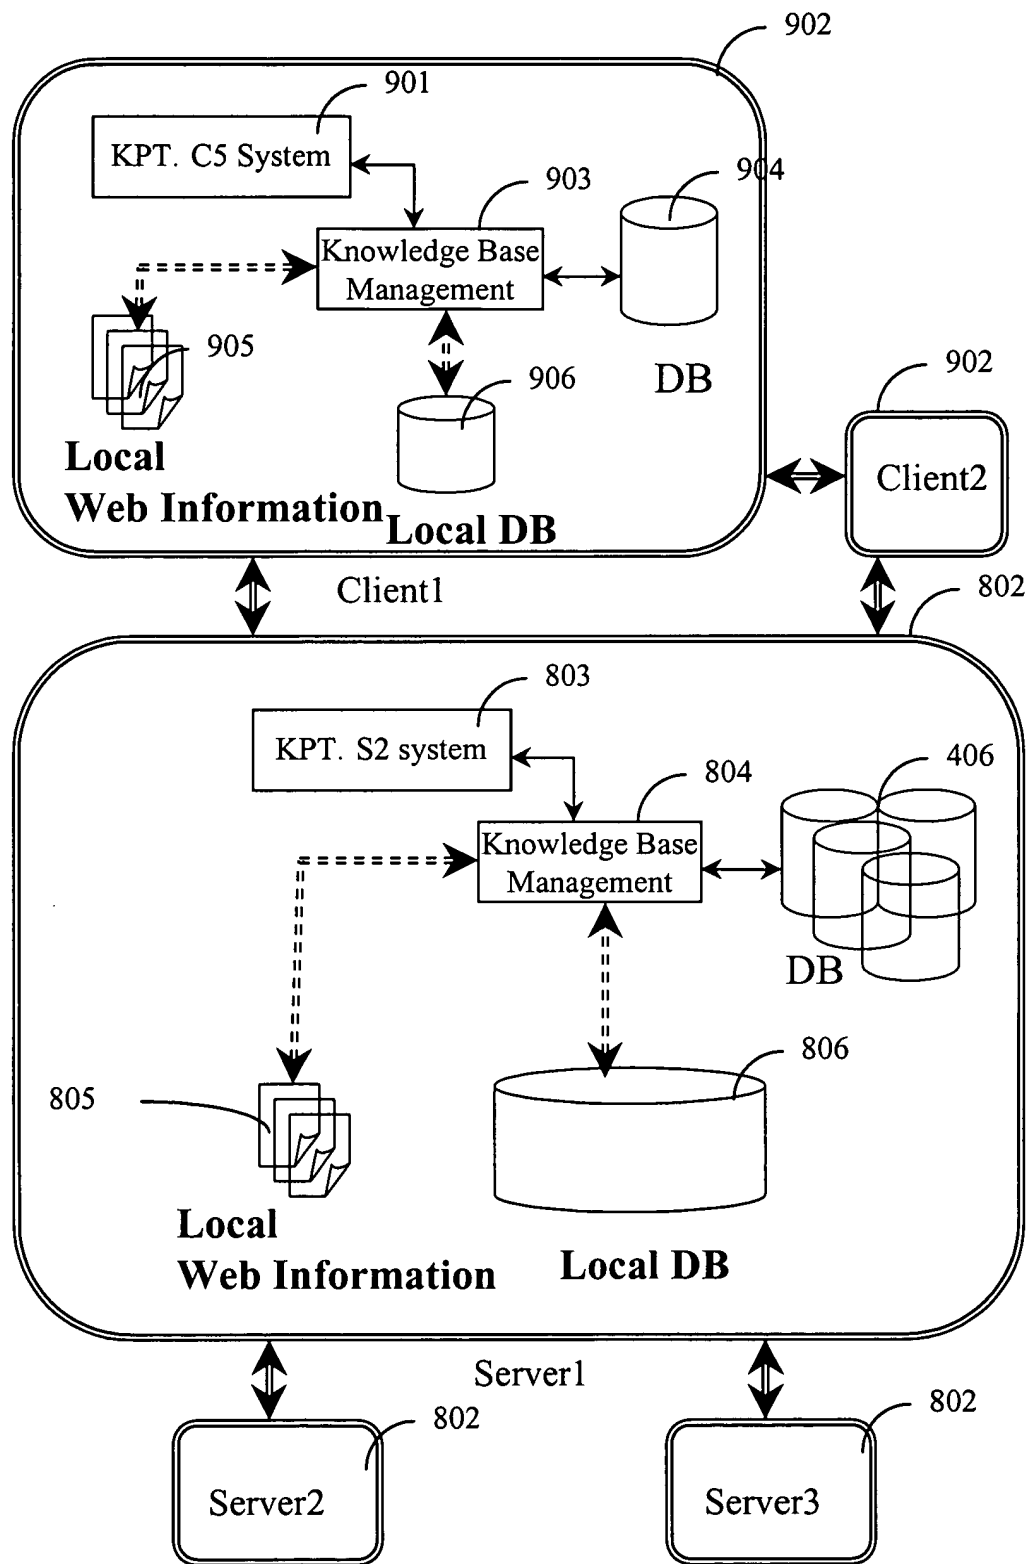 902
901
KPT. C5 System
903
904
Knowledge Base
Management
905
906
DB
Local
Web Information
Local DB
902
Client2
Client1
802
803
KPT. S2 system
804
406
Knowledge Base
Management
DB
806
805
Local
Web Information
Local DB
Server1
802
Server2
802
Server3